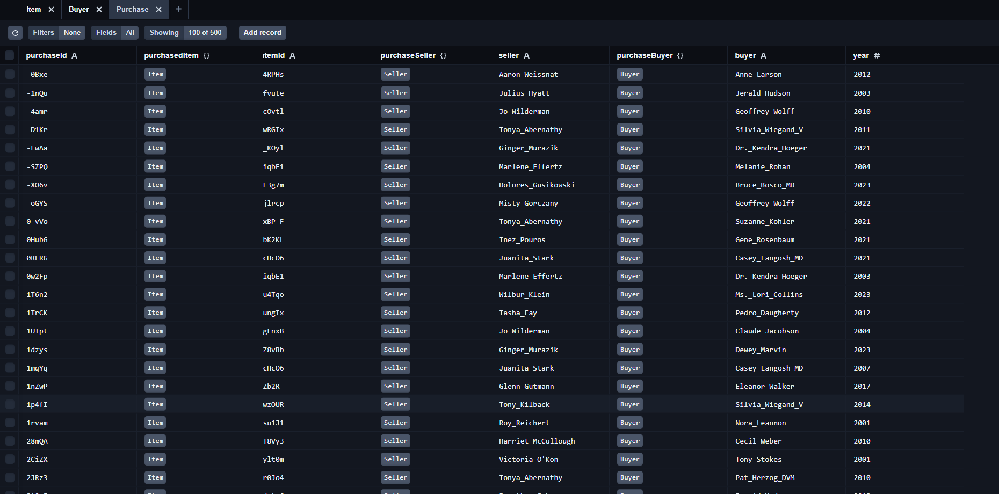 Item Buyer Purchase
Filters None Fields All Showing 100 of 500 Add record
purchaseId A purchasedItem {} itemId A purchaseSeller {} seller A purchaseBuyer {} buyer A year #
-0Bxe Item 4RPHs Seller Aaron_Weissnat Buyer Anne_Larson 2012
-1nQu Item fvute Seller Julius_Hyatt Buyer Jerald_Hudson 2003
-4amr Item cOvtl Seller Jo_Wilderman Buyer Geoffrey_Wolff 2010
-D1Kr Item wRGIx Seller Tonya_Abernathy Buyer Silvia_Wiegand_V 2011
-EwAa Item _KOyl Seller Ginger_Murazik Buyer Dr._Kendra_Hoeger 2021
-SZPQ Item iqbE1 Seller Marlene_Effertz Buyer Melanie_Rohan 2004
-XO6v Item F3g7m Seller Dolores_Gusikowski Buyer Bruce_Bosco_MD 2023
-oGYS Item jlrcp Seller Misty_Gorczany Buyer Geoffrey_Wolff 2022
0-vVo Item xBP-F Seller Tonya_Abernathy Buyer Suzanne_Kohler 2021
0HubG Item bK2KL Seller Inez_Pouros Buyer Gene_Rosenbaum 2021
0RERG Item cHcO6 Seller Juanita_Stark Buyer Casey_Langosh_MD 2021
0w2Fp Item iqbE1 Seller Marlene_Effertz Buyer Dr._Kendra_Hoeger 2003
1T6n2 Item u4Tqo Seller Wilbur_Klein Buyer Ms._Lori_Collins 2023
1TrCK Item ungIx Seller Tasha_Fay Buyer Pedro_Daugherty 2012
1UIpt Item gFnxB Seller Jo_Wilderman Buyer Claude_Jacobson 2004
1dzys Item Z8vBb Seller Ginger_Murazik Buyer Dewey_Marvin 2023
1mqYq Item cHcO6 Seller Juanita_Stark Buyer Casey_Langosh_MD 2007
1nZwP Item Zb2R_ Seller Glenn_Gutmann Buyer Eleanor_Walker 2017
1p4fI Item wzOUR Seller Tony_Kilback Buyer Silvia_Wiegand_V 2014
1rvam Item su1J1 Seller Roy_Reichert Buyer Nora_Leannon 2001
28mQA Item T8Vy3 Seller Harriet_McCullough Buyer Cecil_Weber 2010
2CiZX Item ylt0m Seller Victoria_O'Kon Buyer Tony_Stokes 2001
2JRz3 Item r0Jo4 Seller Tonya_Abernathy Buyer Pat_Herzog_DVM 2010